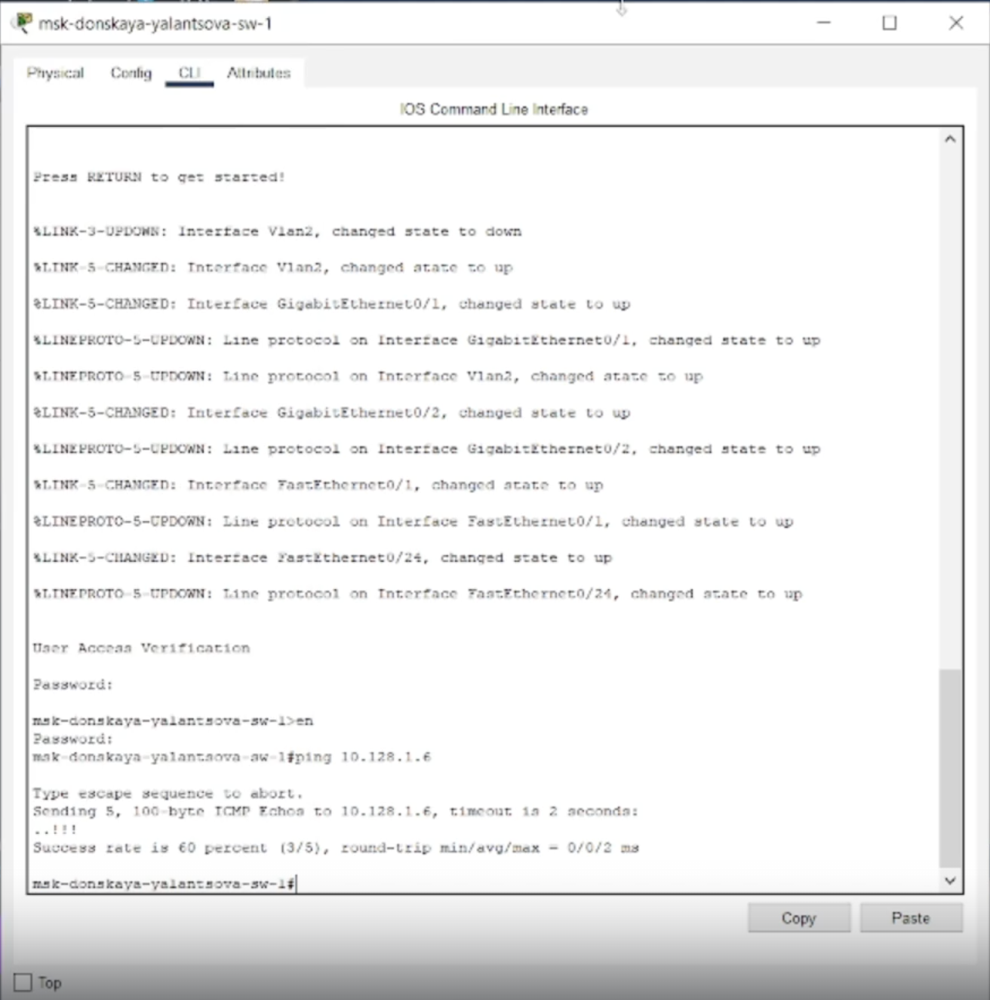 msk-donskaya-yalantsova-sw-1
Physical Config CLI Attributes
IOS Command Line Interface
Press RETURN to get started!
%LINK-3-UPDOWN: Interface Vlan2, changed state to down
%LINK-5-CHANGED: Interface Vlan2, changed state to up
%LINK-5-CHANGED: Interface GigabitEthernet0/1, changed state to up
%LINEPROTO-5-UPDOWN: Line protocol on Interface GigabitEthernet0/1, changed state to up
%LINEPROTO-5-UPDOWN: Line protocol on Interface Vlan2, changed state to up
%LINK-5-CHANGED: Interface GigabitEthernet0/2, changed state to up
%LINEPROTO-5-UPDOWN: Line protocol on Interface GigabitEthernet0/2, changed state to up
%LINK-5-CHANGED: Interface FastEthernet0/1, changed state to up
%LINEPROTO-5-UPDOWN: Line protocol on Interface FastEthernet0/1, changed state to up
%LINK-5-CHANGED: Interface FastEthernet0/24, changed state to up
%LINEPROTO-5-UPDOWN: Line protocol on Interface FastEthernet0/24, changed state to up
User Access Verification
Password:
msk-donskaya-yalantsova-sw-1>en
Password:
msk-donskaya-yalantsova-sw-1#ping 10.128.1.6
Type escape sequence to abort.
Sending 5, 100-byte ICMP Echos to 10.128.1.6, timeout is 2 seconds:
..!!!
Success rate is 60 percent (3/5), round-trip min/avg/max = 0/0/2 ms
msk-donskaya-yalantsova-sw-1#
Copy Paste
Top